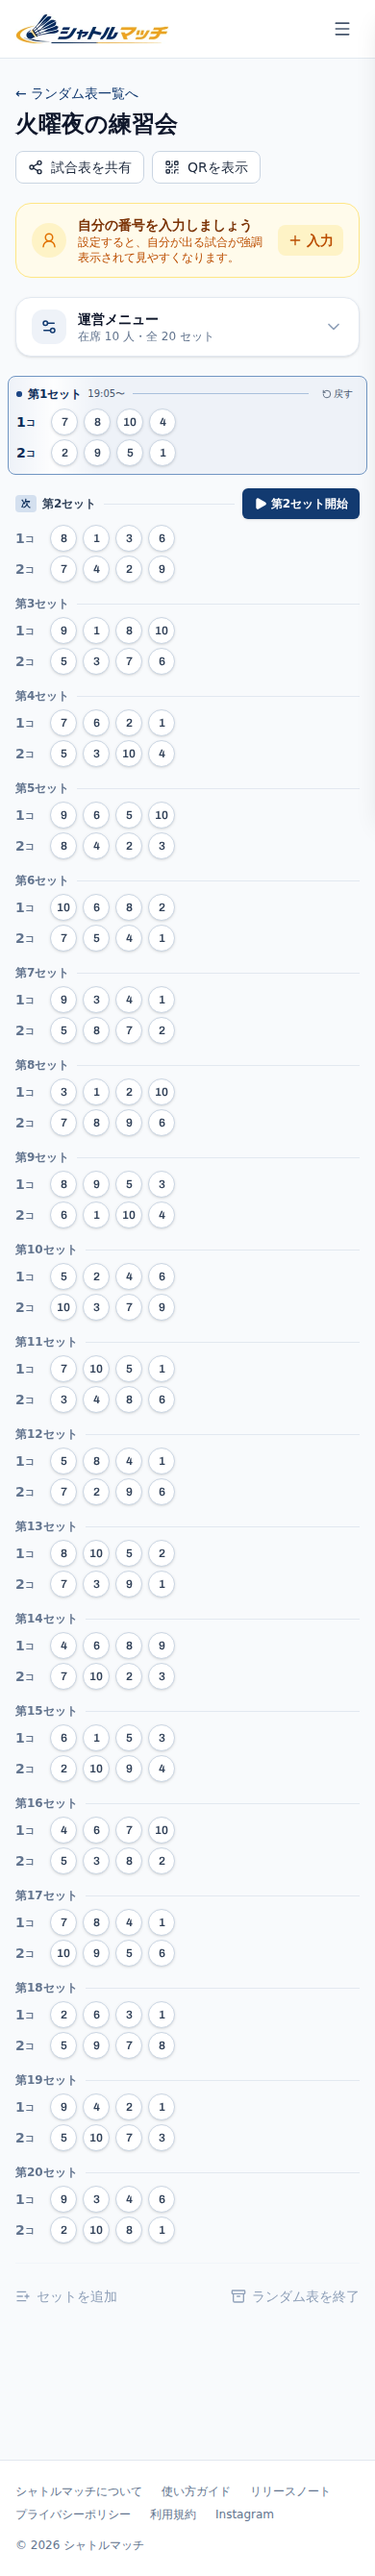 シャトルマッチ
← ランダム表一覧へ
火曜夜の練習会
試合表を共有 QRを表示
自分の番号を入力しましょう
設定すると、自分が出る試合が強調
表示されて見やすくなります。
+ 入力
運営メニュー
在席 10 人・全 20 セット
第1セット 19:05〜 戻す
1コ 7 8 10 4
2コ 2 9 5 1
次 第2セット ▶ 第2セット開始
1コ 8 1 3 6
2コ 7 4 2 9
第3セット
1コ 9 1 8 10
2コ 5 3 7 6
第4セット
1コ 7 6 2 1
2コ 5 3 10 4
第5セット
1コ 9 6 5 10
2コ 8 4 2 3
第6セット
1コ 10 6 8 2
2コ 7 5 4 1
第7セット
1コ 9 3 4 1
2コ 5 8 7 2
第8セット
1コ 3 1 2 10
2コ 7 8 9 6
第9セット
1コ 8 9 5 3
2コ 6 1 10 4
第10セット
1コ 5 2 4 6
2コ 10 3 7 9
第11セット
1コ 7 10 5 1
2コ 3 4 8 6
第12セット
1コ 5 8 4 1
2コ 7 2 9 6
第13セット
1コ 8 10 5 2
2コ 7 3 9 1
第14セット
1コ 4 6 8 9
2コ 7 10 2 3
第15セット
1コ 6 1 5 3
2コ 2 10 9 4
第16セット
1コ 4 6 7 10
2コ 5 3 8 2
第17セット
1コ 7 8 4 1
2コ 10 9 5 6
第18セット
1コ 2 6 3 1
2コ 5 9 7 8
第19セット
1コ 9 4 2 1
2コ 5 10 7 3
第20セット
1コ 9 3 4 6
2コ 2 10 8 1
セットを追加 ランダム表を終了
シャトルマッチについて 使い方ガイド リリースノート
プライバシーポリシー 利用規約 Instagram
© 2026 シャトルマッチ